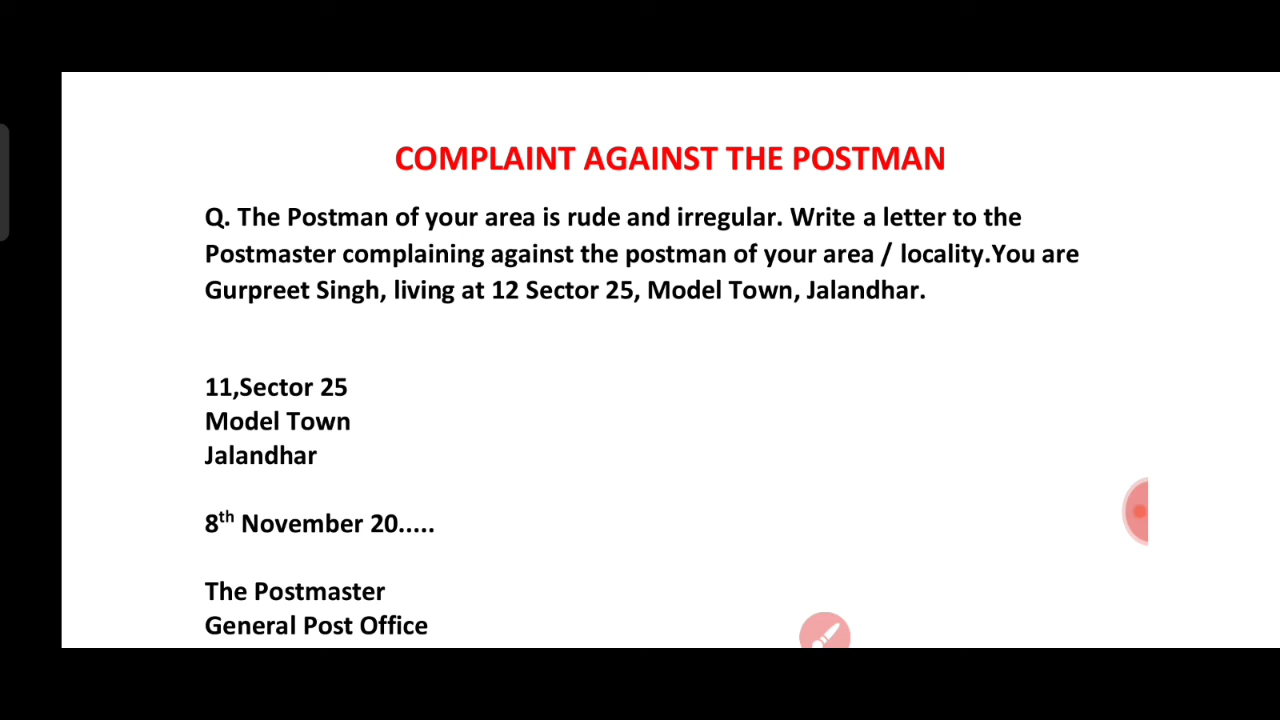 COMPLAINT AGAINST THE POSTMAN
Q. The Postman of your area is rude and irregular. Write a letter to the
Postmaster complaining against the postman of your area / locality.You are
Gurpreet Singh, living at 12 Sector 25, Model Town, Jalandhar.
11,Sector 25
Model Town
Jalandhar
8th November 20.....
The Postmaster
General Post Office